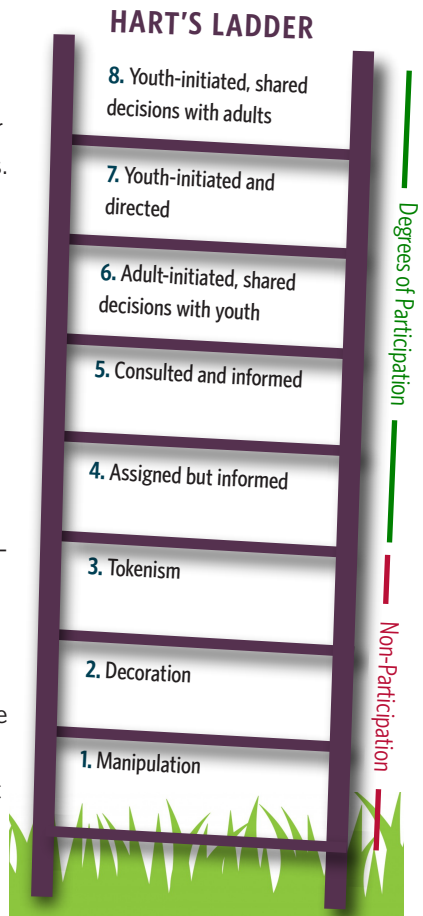 HART'S LADDER
8. Youth-initiated, shared
decisions with adults
7. Youth-initiated and
directed
6. Adult-initiated, shared
decisions with youth
5. Consulted and informed
4. Assigned but informed
3. Tokenism
2. Decoration
1. Manipulation
Degrees of Participation
Non-Participation